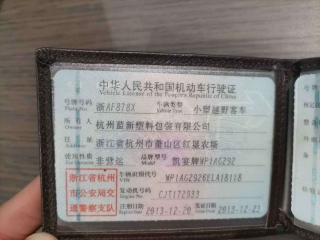 中华人民共和国机动车行驶证
Vehicle License of the People's Republic of China
号牌号码 浙AF878X 车辆类型 小型越野客车
所有人 杭州蓝新塑料包装有限公司
住址 浙江省杭州市萧山区红垦农场
使用性质 非营运 品牌型号 凯宴牌WP1AG292
浙江省杭州
市公安局交
通警察支队
车辆识别代号 WP1AG2926ELA18118
发动机号码 CJT172933
注册日期 2013-12-20 发证日期 2013-12-23